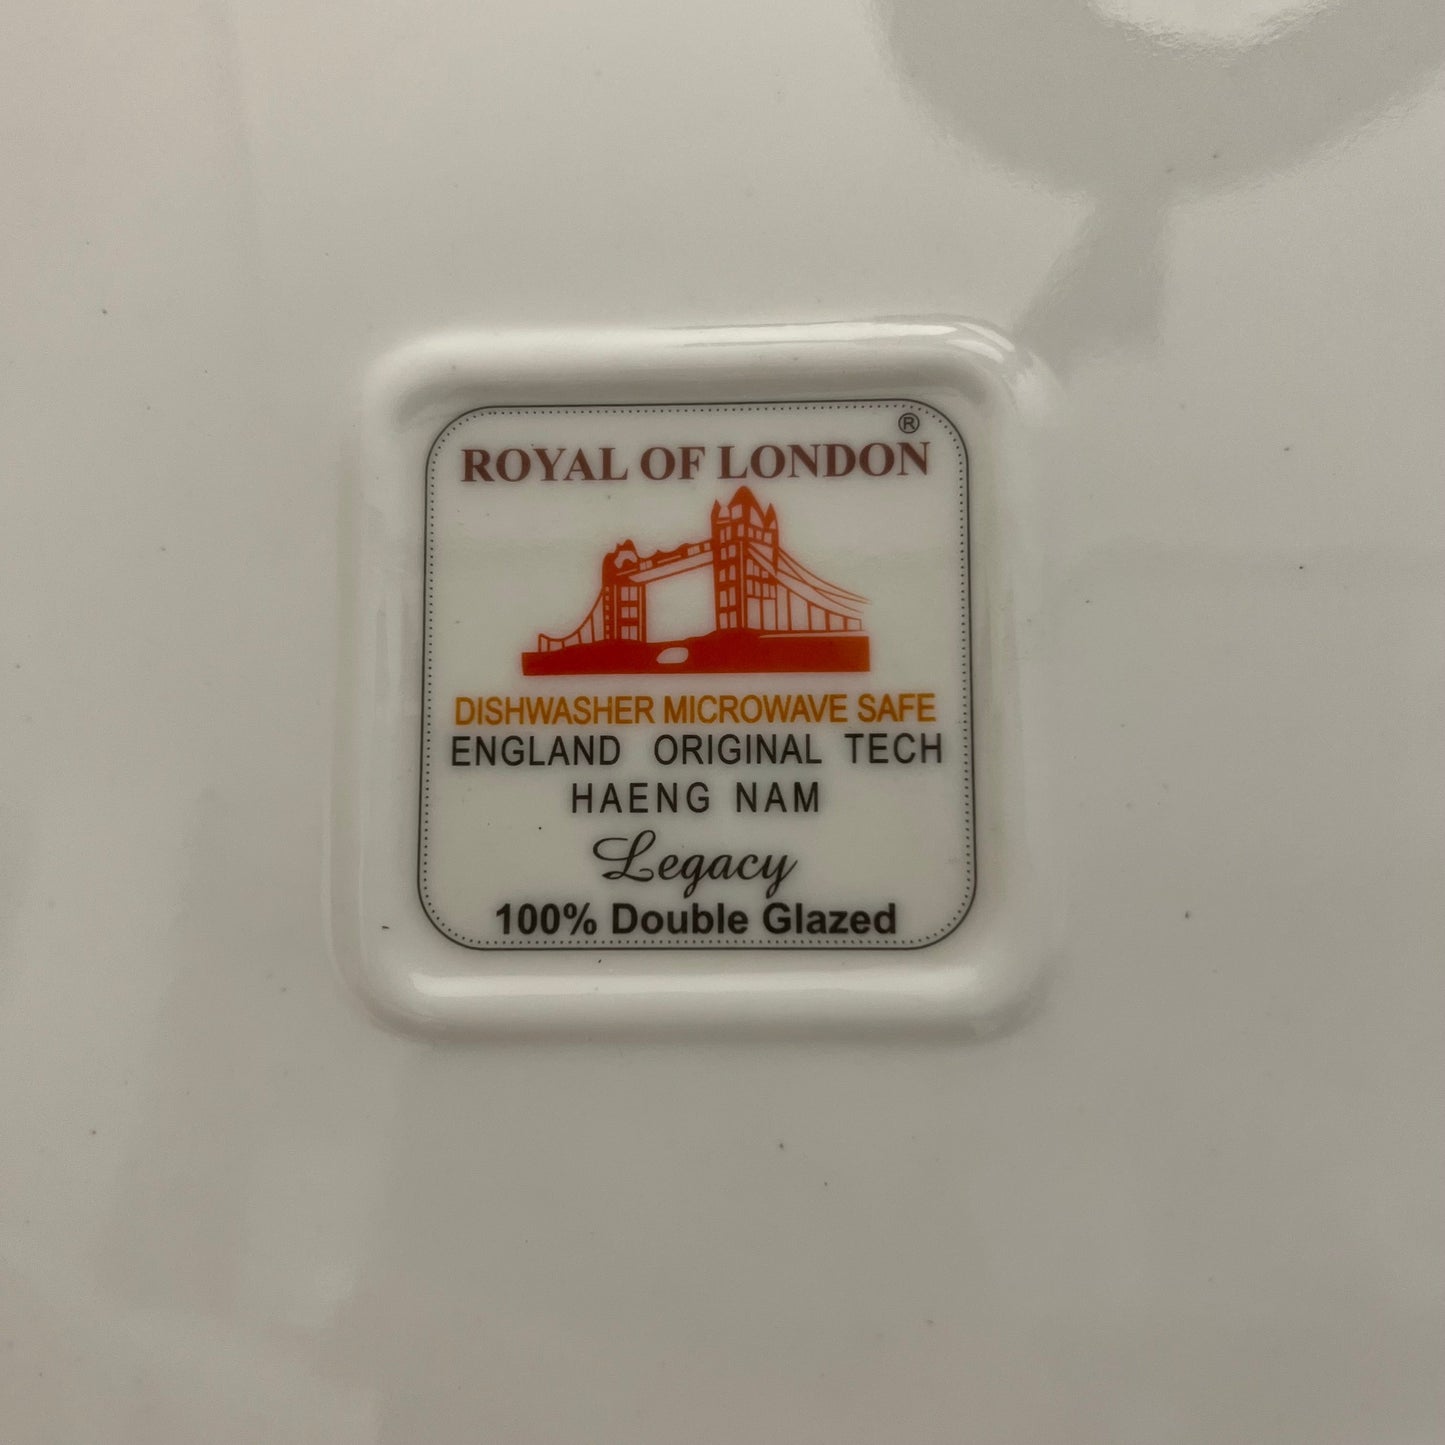 ROYAL OF LONDON®
DISHWASHER MICROWAVE SAFE
ENGLAND ORIGINAL TECH
HAENG NAM
Legacy
100% Double Glazed